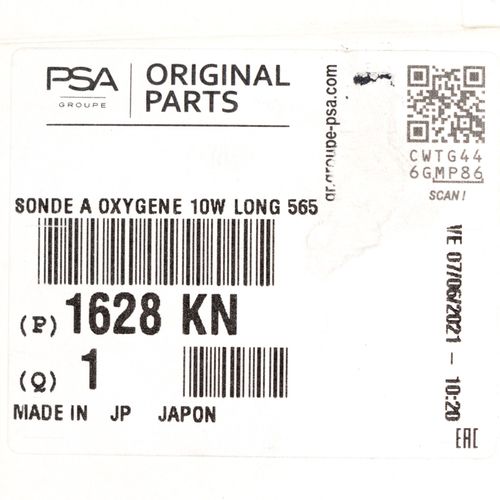 PSA
GROUPE
ORIGINAL
PARTS
gr.groupe-psa.com
CWTG44
6GMP86
SCAN!
SONDE A OXYGENE 10W LONG 565
(P) 1628 KN
(Q) 1
MADE IN JP JAPON
VE 07/06/2021 - 10:20
EAC